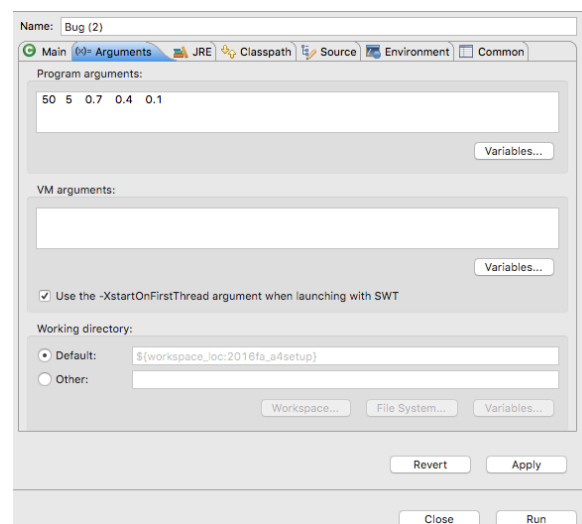 Name: Bug (2)
Main (x)= Arguments JRE Classpath Source Environment Common
Program arguments:
50 5 0.7 0.4 0.1
Variables...
VM arguments:
Variables...
Use the -XstartOnFirstThread argument when launching with SWT
Working directory:
Default: ${workspace_loc:2016fa_a4setup}
Other:
Workspace... File System... Variables...
Revert Apply
Close Run